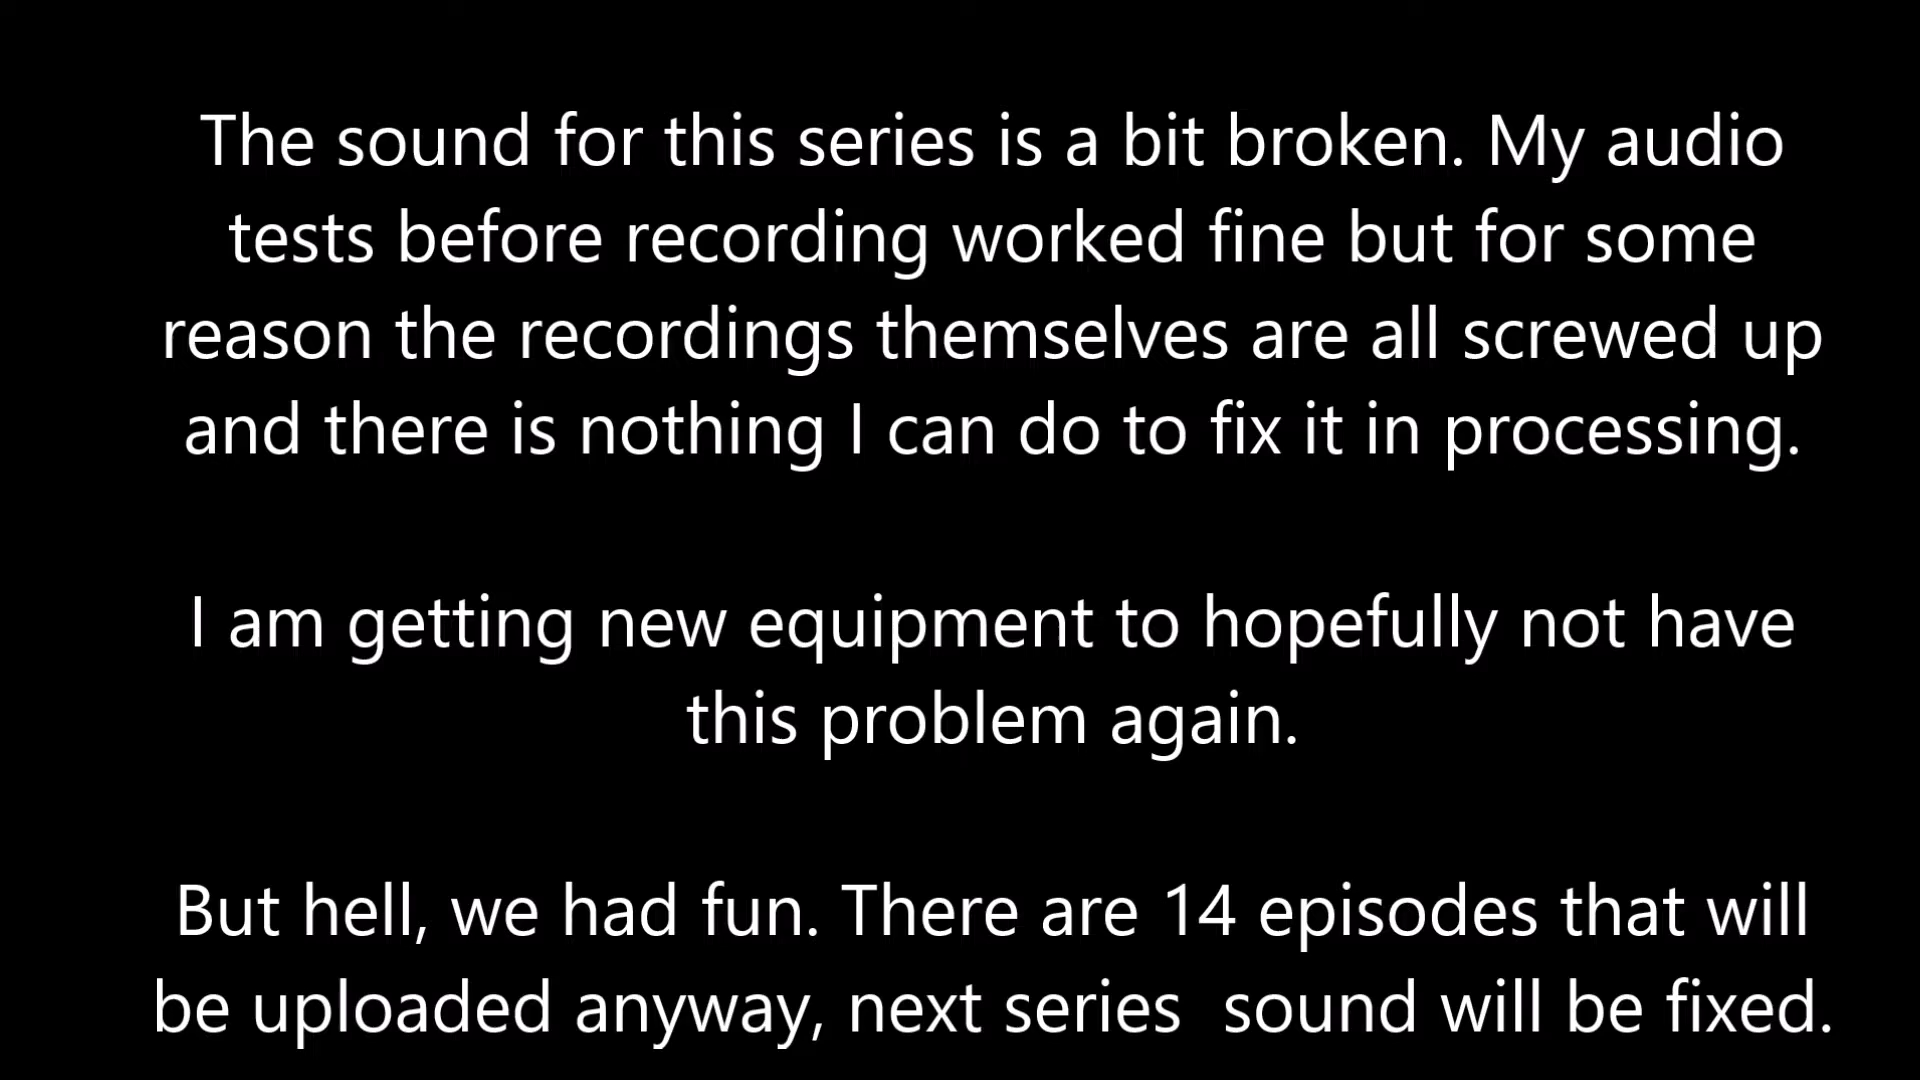 The sound for this series is a bit broken. My audio
tests before recording worked fine but for some
reason the recordings themselves are all screwed up
and there is nothing I can do to fix it in processing.
I am getting new equipment to hopefully not have
this problem again.
But hell, we had fun. There are 14 episodes that will
be uploaded anyway, next series  sound will be fixed.